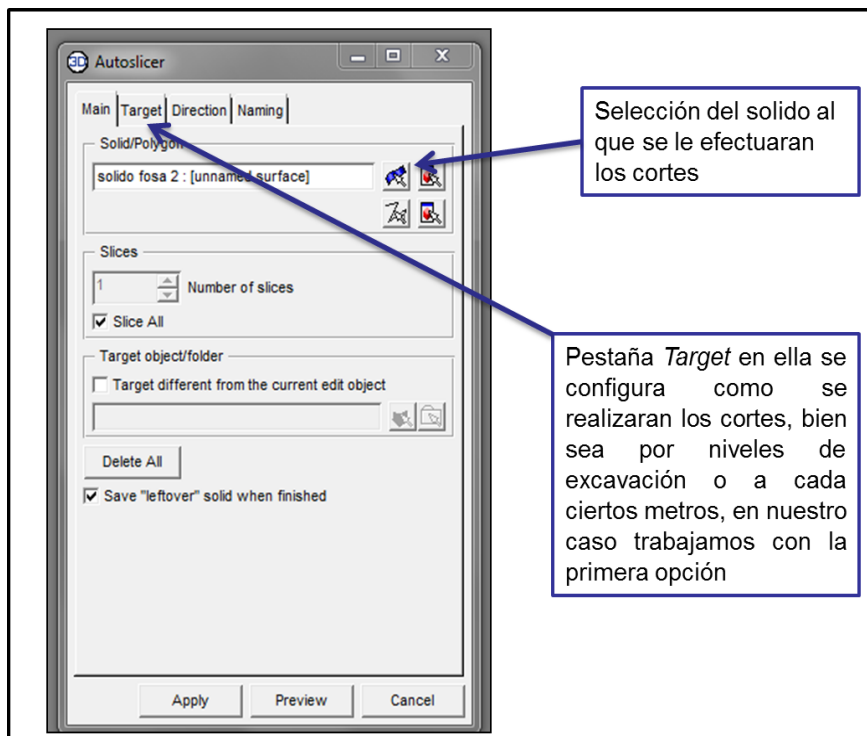 3D Autoslicer
Main Target Direction Naming
Solid/Polygon
solido fosa 2 : [unnamed surface]
Slices
1 Number of slices
Slice All
Target object/folder
Target different from the current edit object
Delete All
Save "leftover" solid when finished
Apply Preview Cancel
Selección del solido al
que se le efectuaran
los cortes
Pestaña Target en ella se
configura como se
realizaran los cortes, bien
sea por niveles de
excavación o a cada
ciertos metros, en nuestro
caso trabajamos con la
primera opción